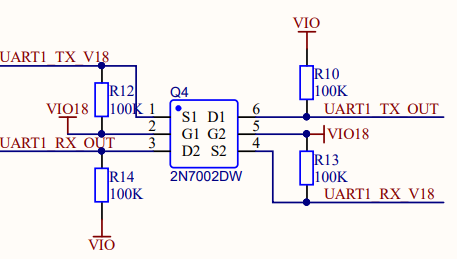 VIO
UART1_TX_V18
R10
100K
R12
100K
Q4
VIO18
1
S1 D1
6
UART1_TX_OUT
2
G1 G2
5
VIO18
UART1_RX_OUT
3
D2 S2
4
R13
100K
R14
100K
2N7002DW
UART1_RX_V18
VIO